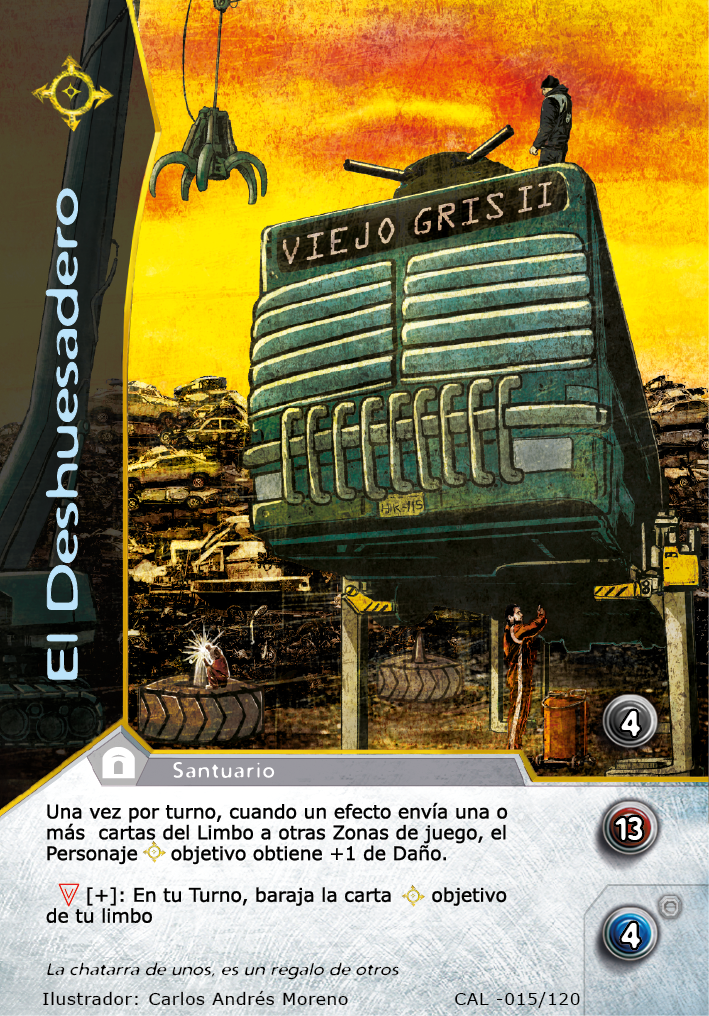 El Deshuesadero
VIEJO GRIS II
4
Santuario
Una vez por turno, cuando un efecto envía una o
más cartas del Limbo a otras Zonas de juego, el
Personaje objetivo obtiene +1 de Daño.
[+]: En tu Turno, baraja la carta objetivo
de tu limbo
13
4
La chatarra de unos, es un regalo de otros
Ilustrador: Carlos Andrés Moreno CAL -015/120